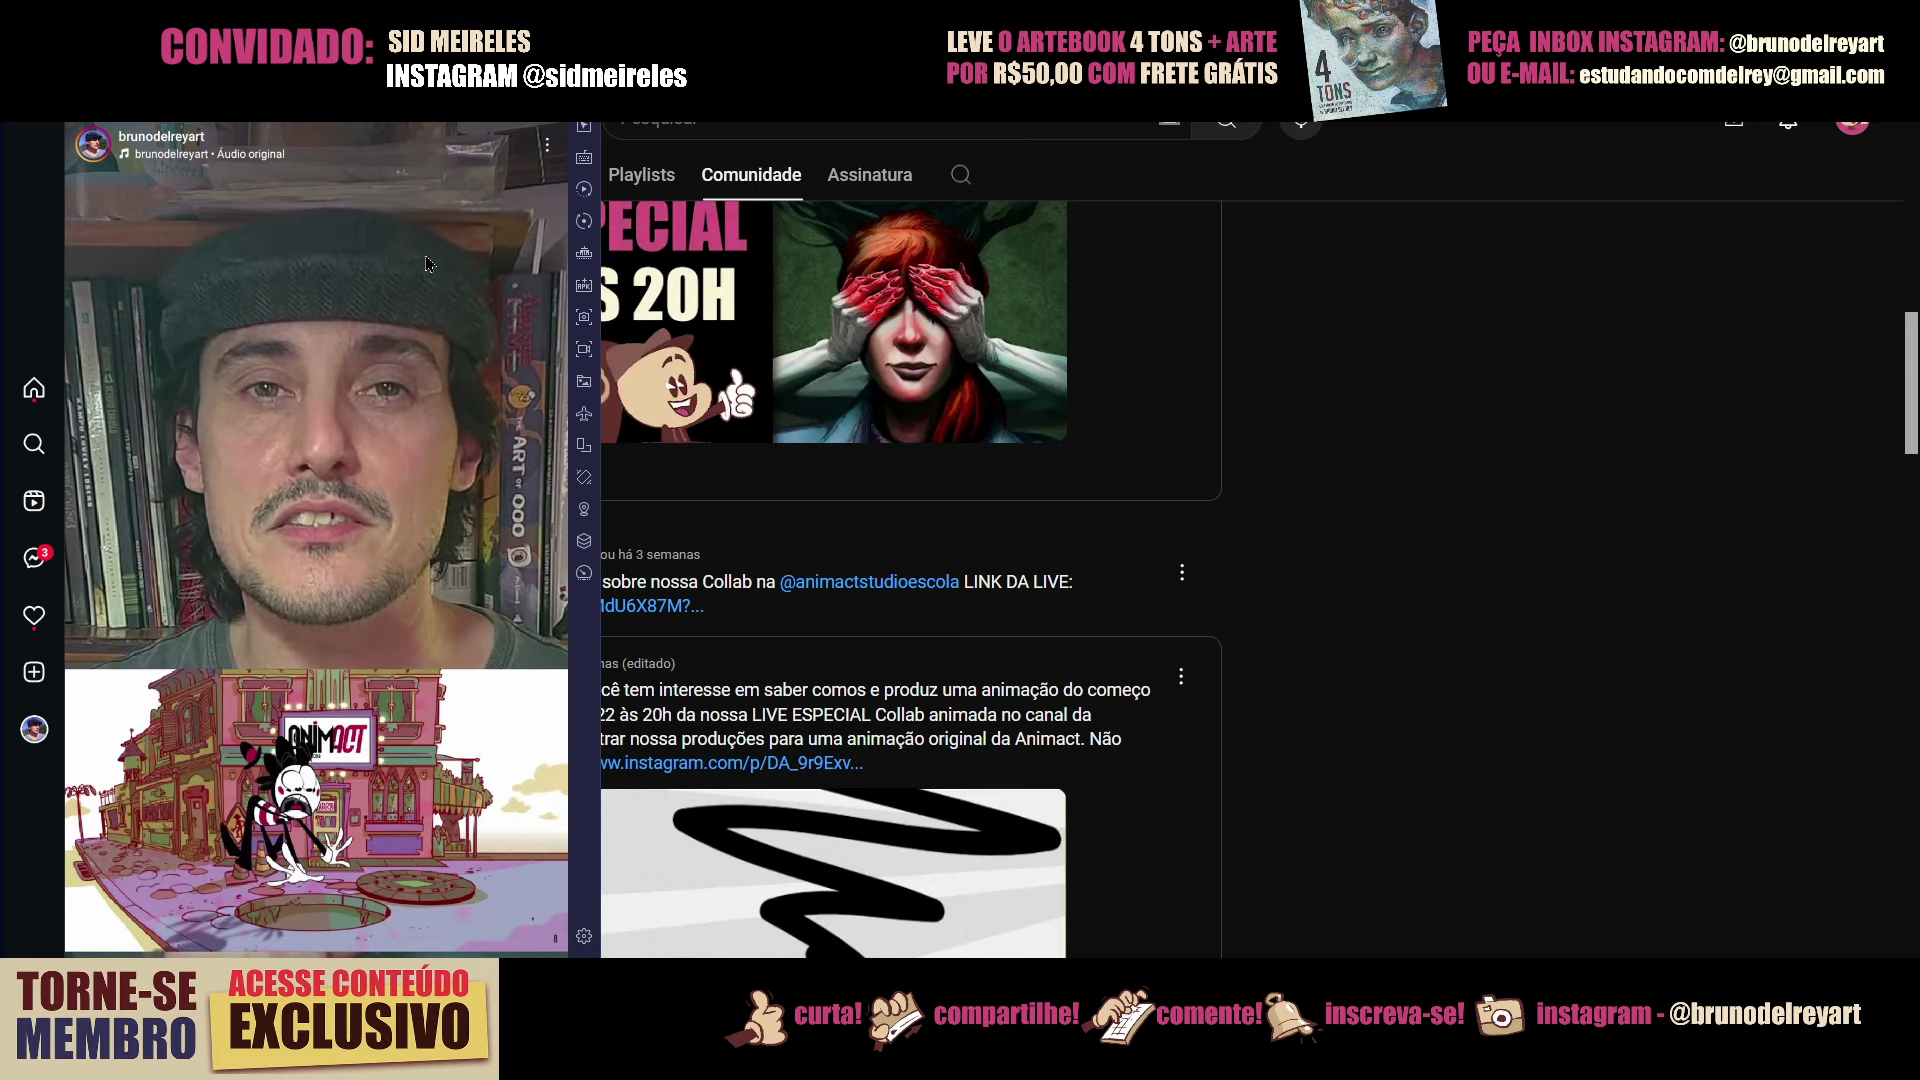 CONVIDADO: SID MEIRELES
INSTAGRAM @sidmeireles
LEVE O ARTEBOOK 4 TONS + ARTE
POR R$50,00 COM FRETE GRÁTIS
4
TONS
PEÇA INBOX INSTAGRAM: @brunodelreyart
OU E-MAIL: estudandocomdelrey@gmail.com
brunodelreyart
brunodelreyart • Áudio original
Playlists
Comunidade
Assinatura
ECIAL
S 20H
ART OF OOO
3
ou há 3 semanas
sobre nossa Collab na @animactstudioescola LINK DA LIVE:
MdU6X87M?...
nas (editado)
cê tem interesse em saber comos e produz uma animação do começo
22 às 20h da nossa LIVE ESPECIAL Collab animada no canal da
trar nossa produções para uma animação original da Animact. Não
ww.instagram.com/p/DA_9r9Exv...
ANIMACT
TORNE-SE
MEMBRO
ACESSE CONTEÚDO
EXCLUSIVO
curta!
compartilhe!
comente!
inscreva-se!
instagram - @brunodelreyart